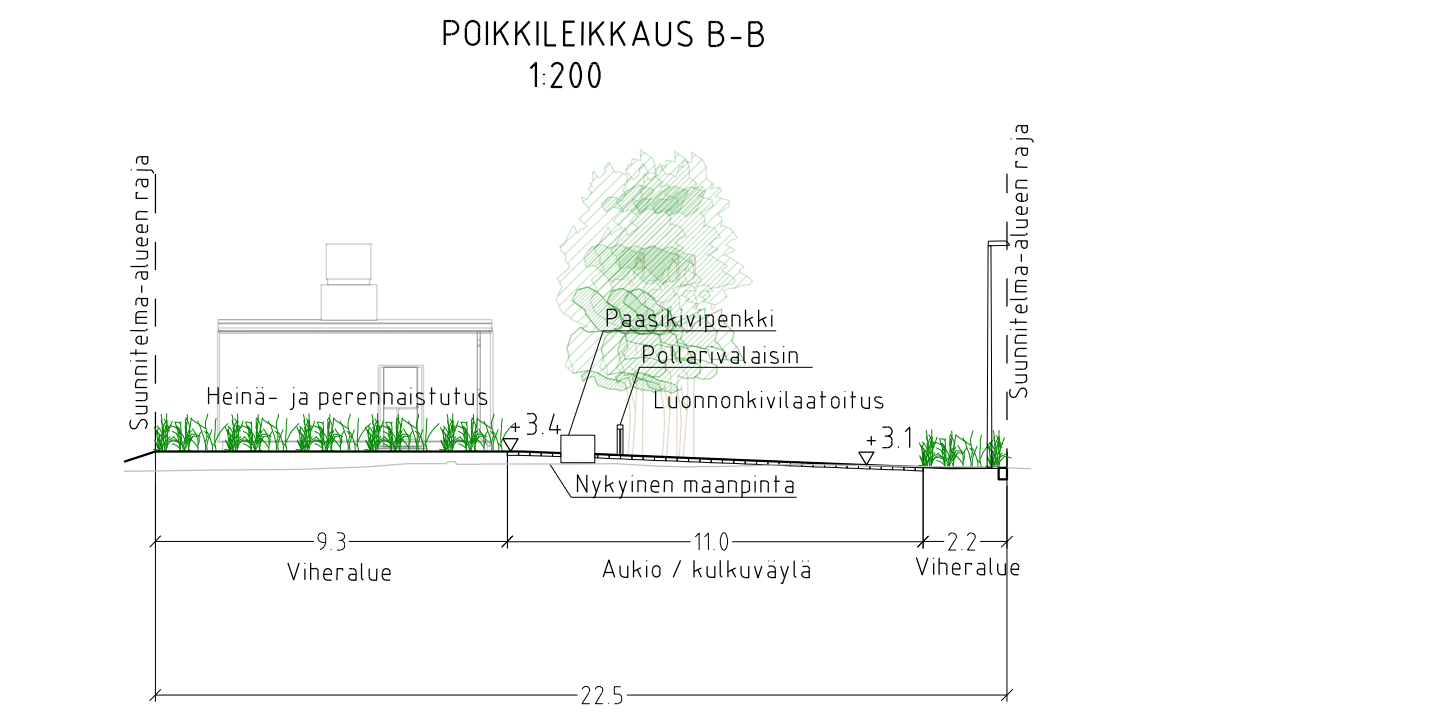 POIKKILEIKKAUS B-B
1:200
Suunnitelma-alueen raja
Suunnitelma-alueen raja
Paasikivipenkki
Pollarivalaisin
Heinä- ja perennaistutus
Luonnonkivilaatoitus
+3.4
+3.1
Nykyinen maanpinta
9.3
11.0
2.2
Viheralue
Aukio / kulkuväylä
Viheralue
22.5